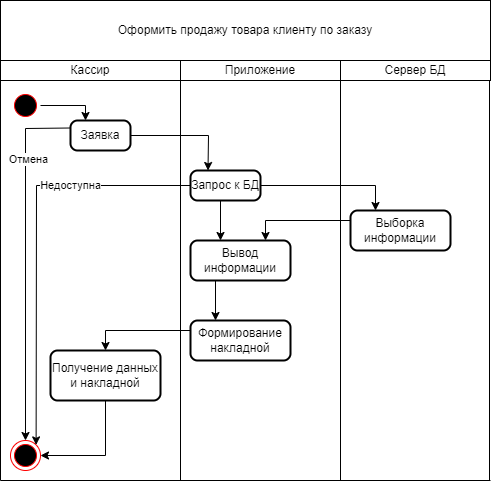 Оформить продажу товара клиенту по заказу
Кассир
Приложение
Сервер БД
Заявка
Отмена
Недоступна
Запрос к БД
Выборка
информации
Вывод
информации
Формирование
накладной
Получение данных
и накладной